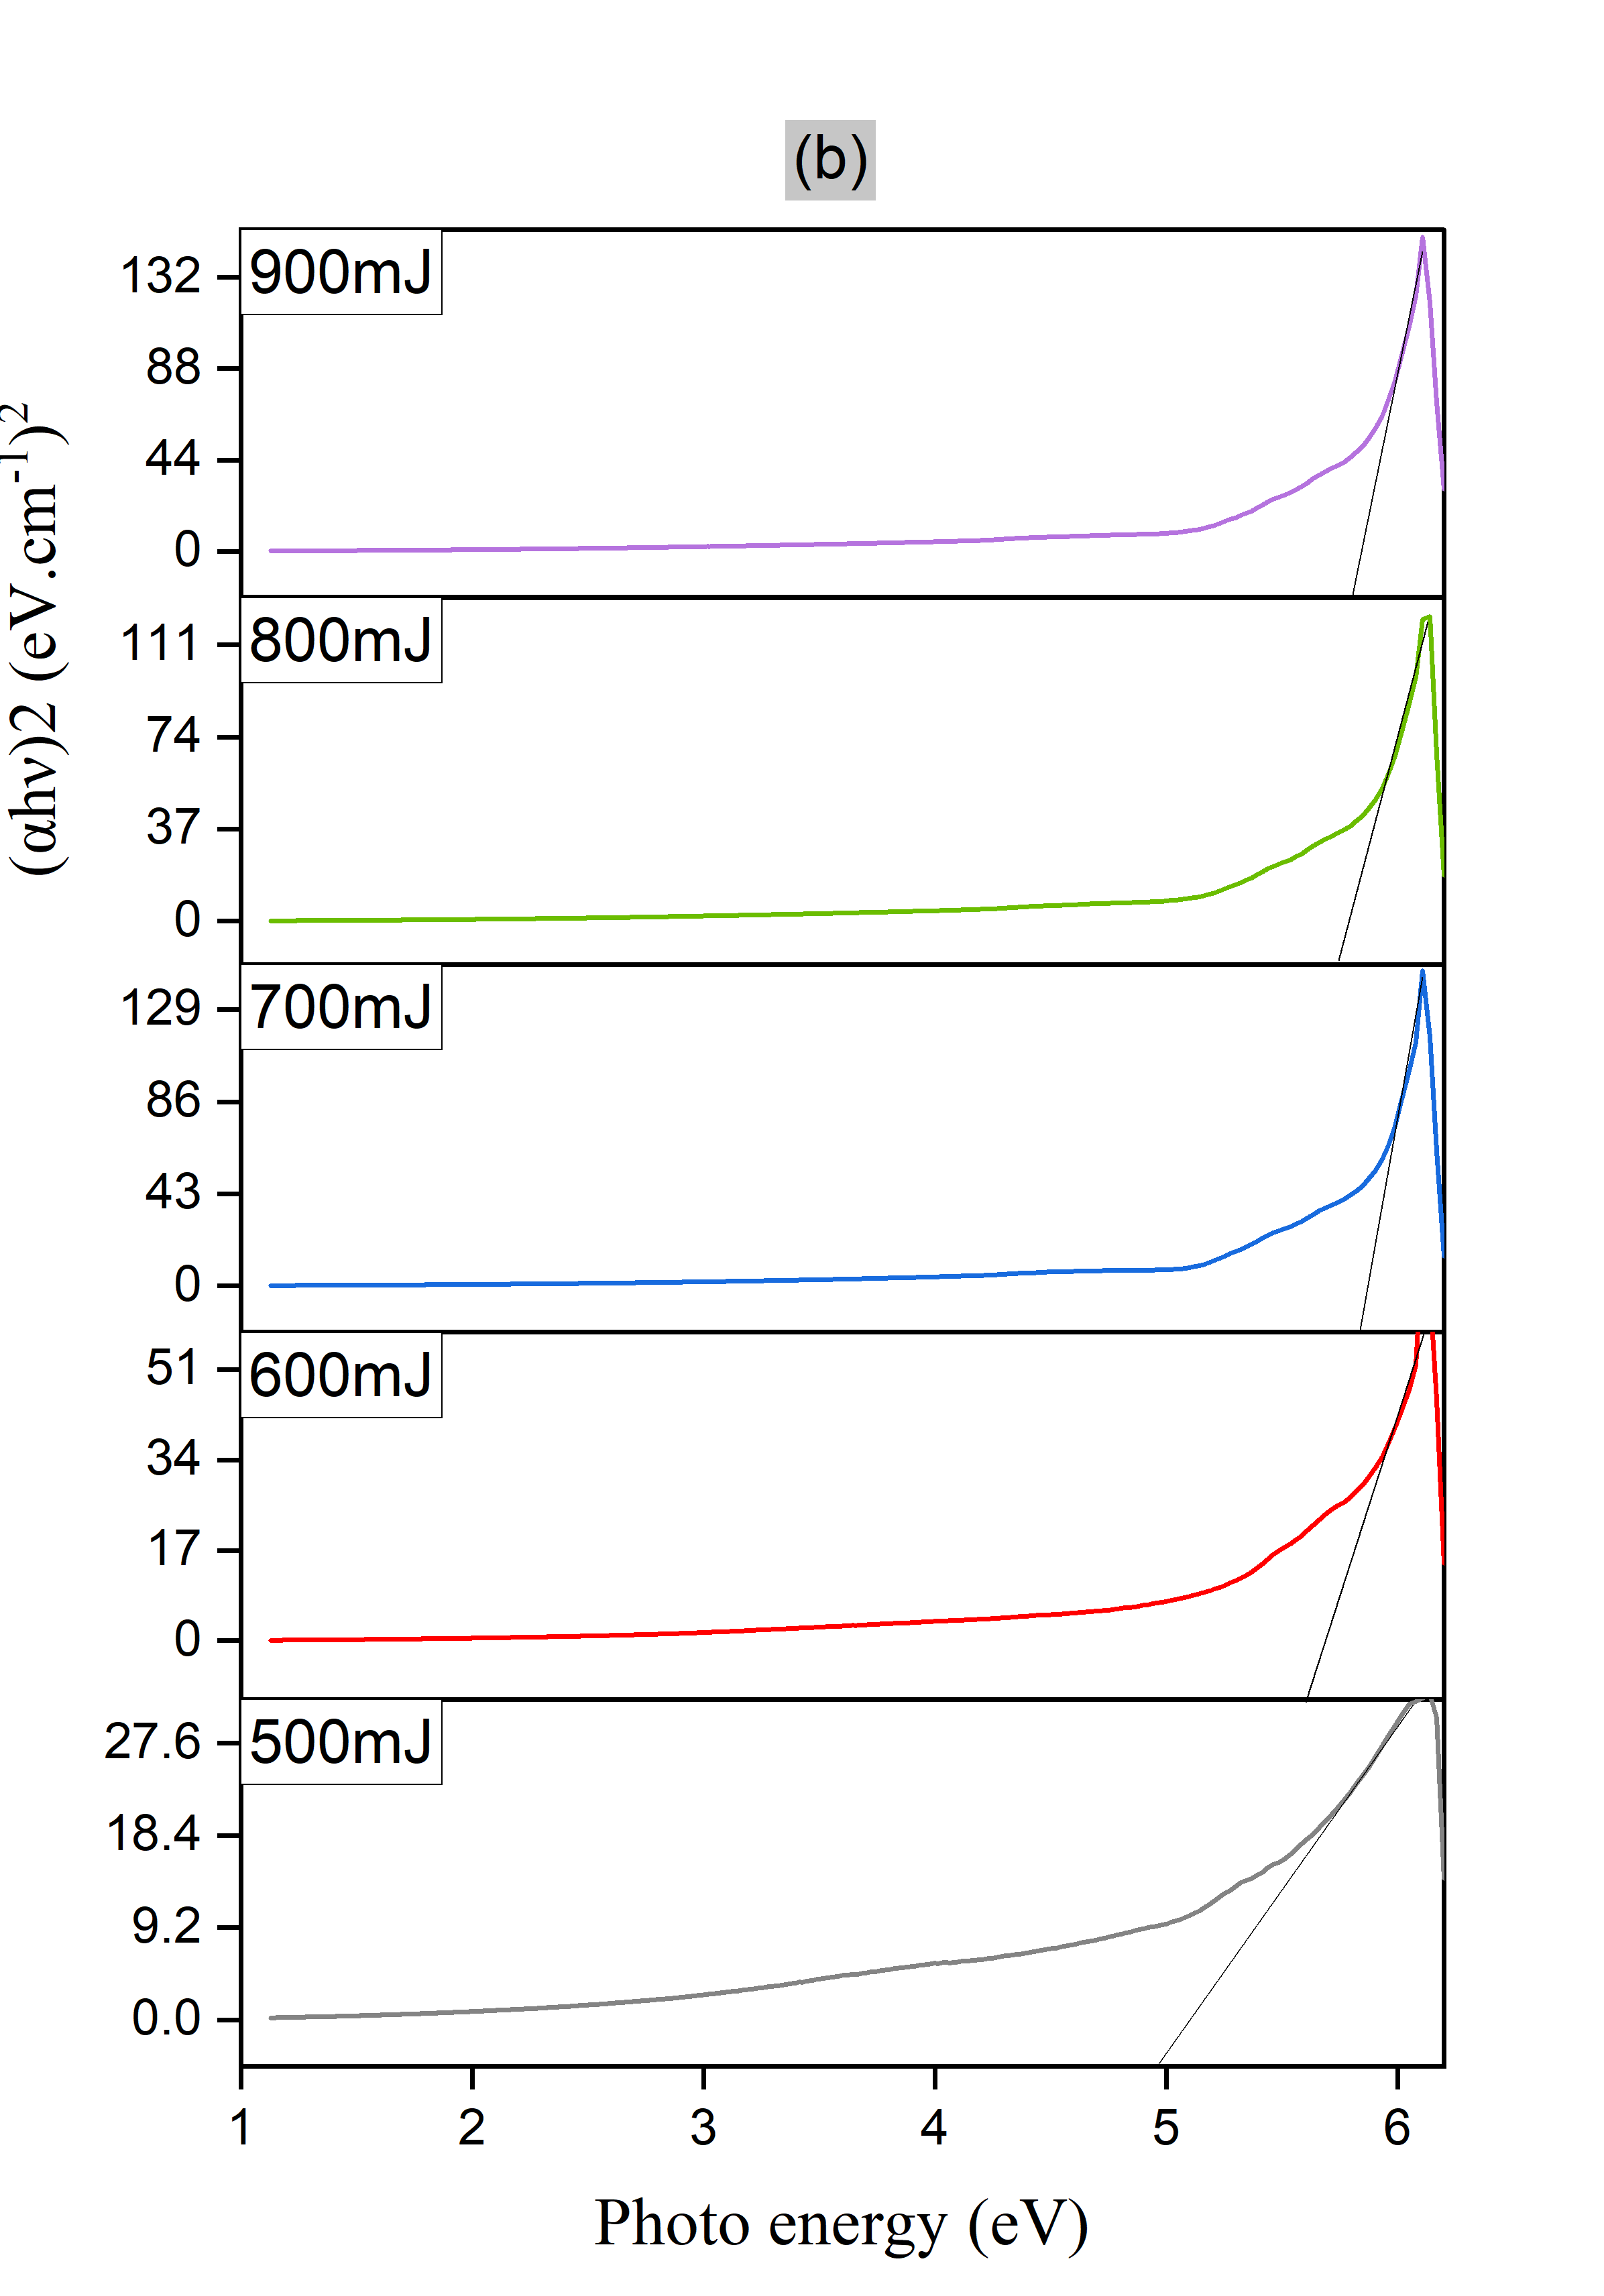 (b)
(αhν)2 (eV.cm-1)2
900mJ
132
88
44
0
800mJ
111
74
37
0
700mJ
129
86
43
0
600mJ
51
34
17
0
500mJ
27.6
18.4
9.2
0.0
1 2 3 4 5 6
Photo energy (eV)